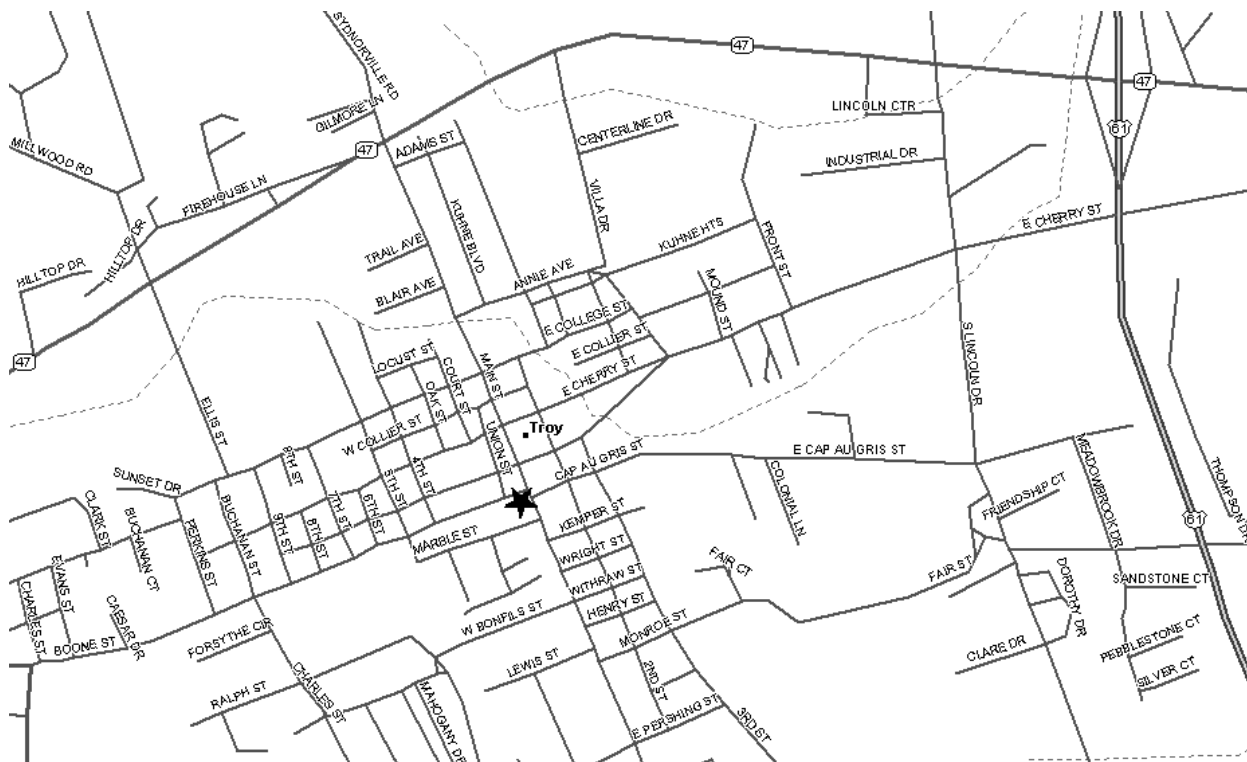 SYDNORVILLE RD
47
47
LINCOLN CTR
GILMORE LN
61
CENTERLINE DR
ADAMS ST
MILLWOOD RD
47
INDUSTRIAL DR
FIREHOUSE LN
VILLA DR
E CHERRY ST
KUHNE BLVD
KUHNE HTS
FRONT ST
HILLTOP DR
TRAIL AVE
HILLTOP DR
ANNIE AVE
BLAIR AVE
MOUND ST
E COLLEGE ST
E COLLIER ST
S LINCOLN DR
47
LOCUST ST
COURT ST
MAIN ST
E CHERRY ST
OAK ST
ELLIS ST
UNION ST
Troy
W COLLIER ST
8TH ST
4TH ST
5TH ST
E CAP AU GRIS ST
CAP AU GRIS ST
MEADOWBROOK DR
SUNSET DR
THOMPSON DR
COLONIAL LN
CLARK ST
BUCHANAN CT
PERKINS ST
BUCHANAN ST
9TH ST
8TH ST
7TH ST
6TH ST
FRIENDSHIP CT
61
KEMPER ST
MARBLE ST
WRIGHT ST
FAIR CT
FAIR ST
DOROTHY DR
EVANS ST
CHARLES ST
WITHRAW ST
SANDSTONE CT
CAESAR DR
HENRY ST
W BONFILS ST
MONROE ST
BOONE ST
FORSYTHE CIR
LEWIS ST
CLARE DR
PEBBLESTONE CT
CHARLES ST
2ND ST
SILVER CT
RALPH ST
MAHOGANY DR
3RD ST
E PERSHING ST